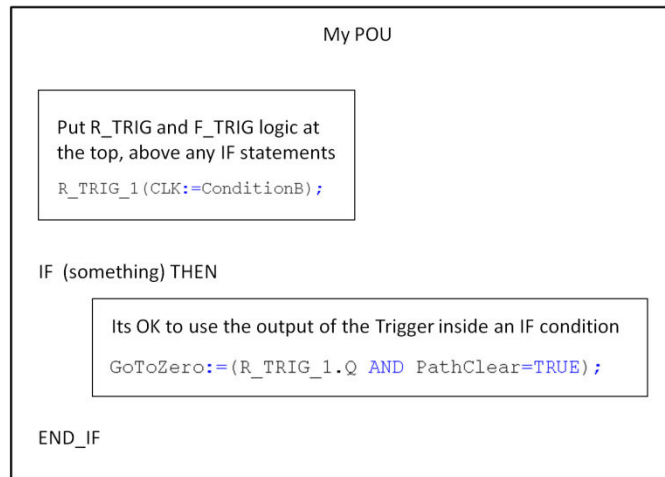 My POU
Put R_TRIG and F_TRIG logic at
the top, above any IF statements
R_TRIG_1(CLK:=ConditionB);
IF (something) THEN
Its OK to use the output of the Trigger inside an IF condition
GoToZero:=(R_TRIG_1.Q AND PathClear=TRUE);
END_IF